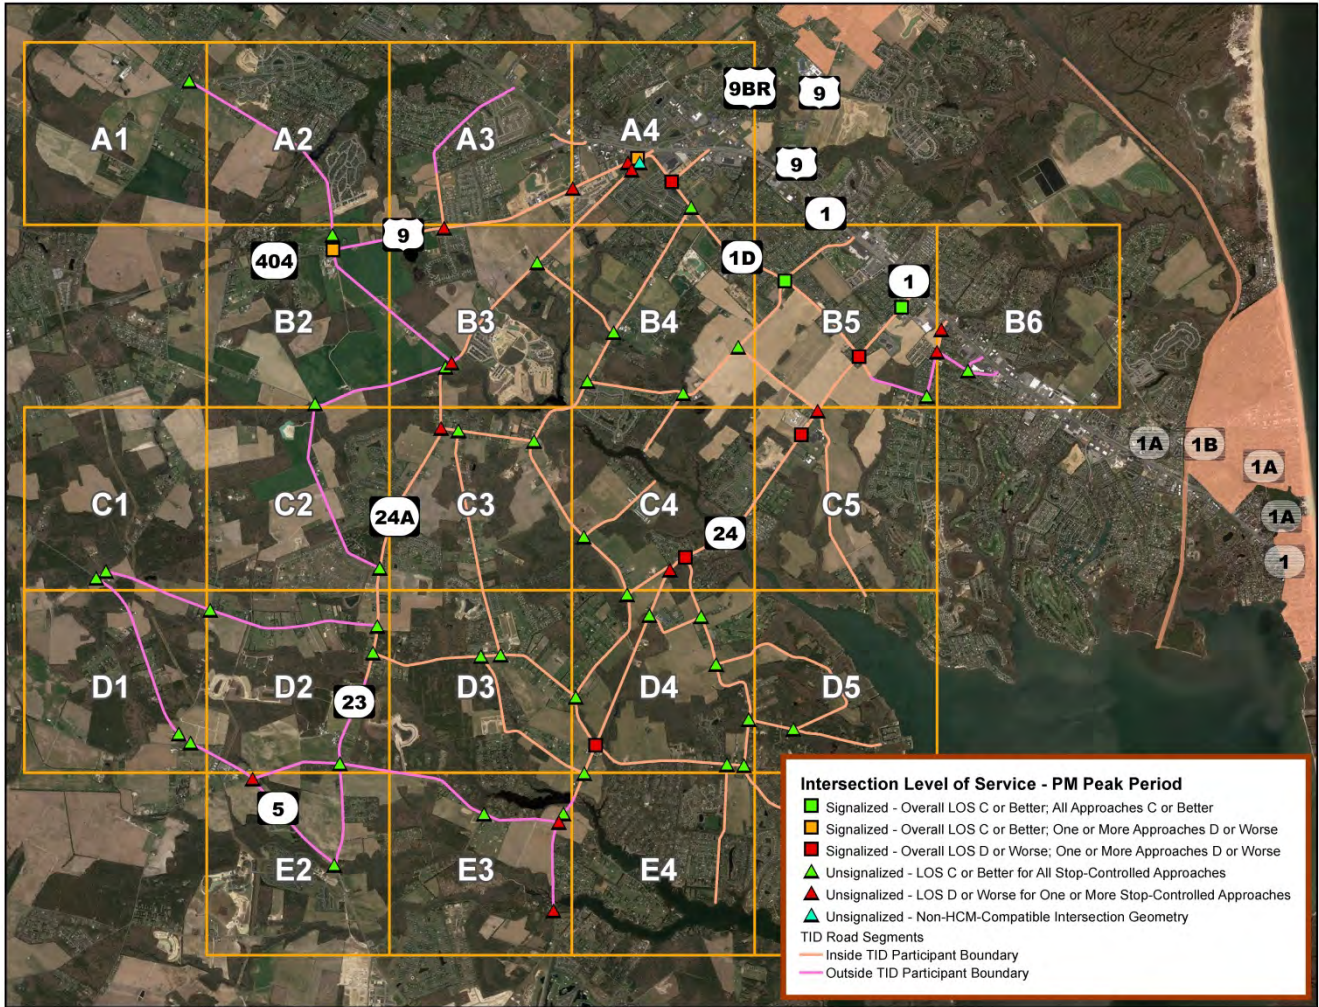 9BR
9
A1
A2
A3
A4
9
1
9
404
1D
1
B2
B3
B4
B5
B6
1A
1B
1A
C1
C2
24A
C3
C4
24
C5
1A
1
D1
D2
23
D3
D4
D5
5
E2
E3
E4
Intersection Level of Service - PM Peak Period
Signalized - Overall LOS C or Better; All Approaches C or Better
Signalized - Overall LOS C or Better; One or More Approaches D or Worse
Signalized - Overall LOS D or Worse; One or More Approaches D or Worse
Unsignalized - LOS C or Better for All Stop-Controlled Approaches
Unsignalized - LOS D or Worse for One or More Stop-Controlled Approaches
Unsignalized - Non-HCM-Compatible Intersection Geometry
TID Road Segments
Inside TID Participant Boundary
Outside TID Participant Boundary